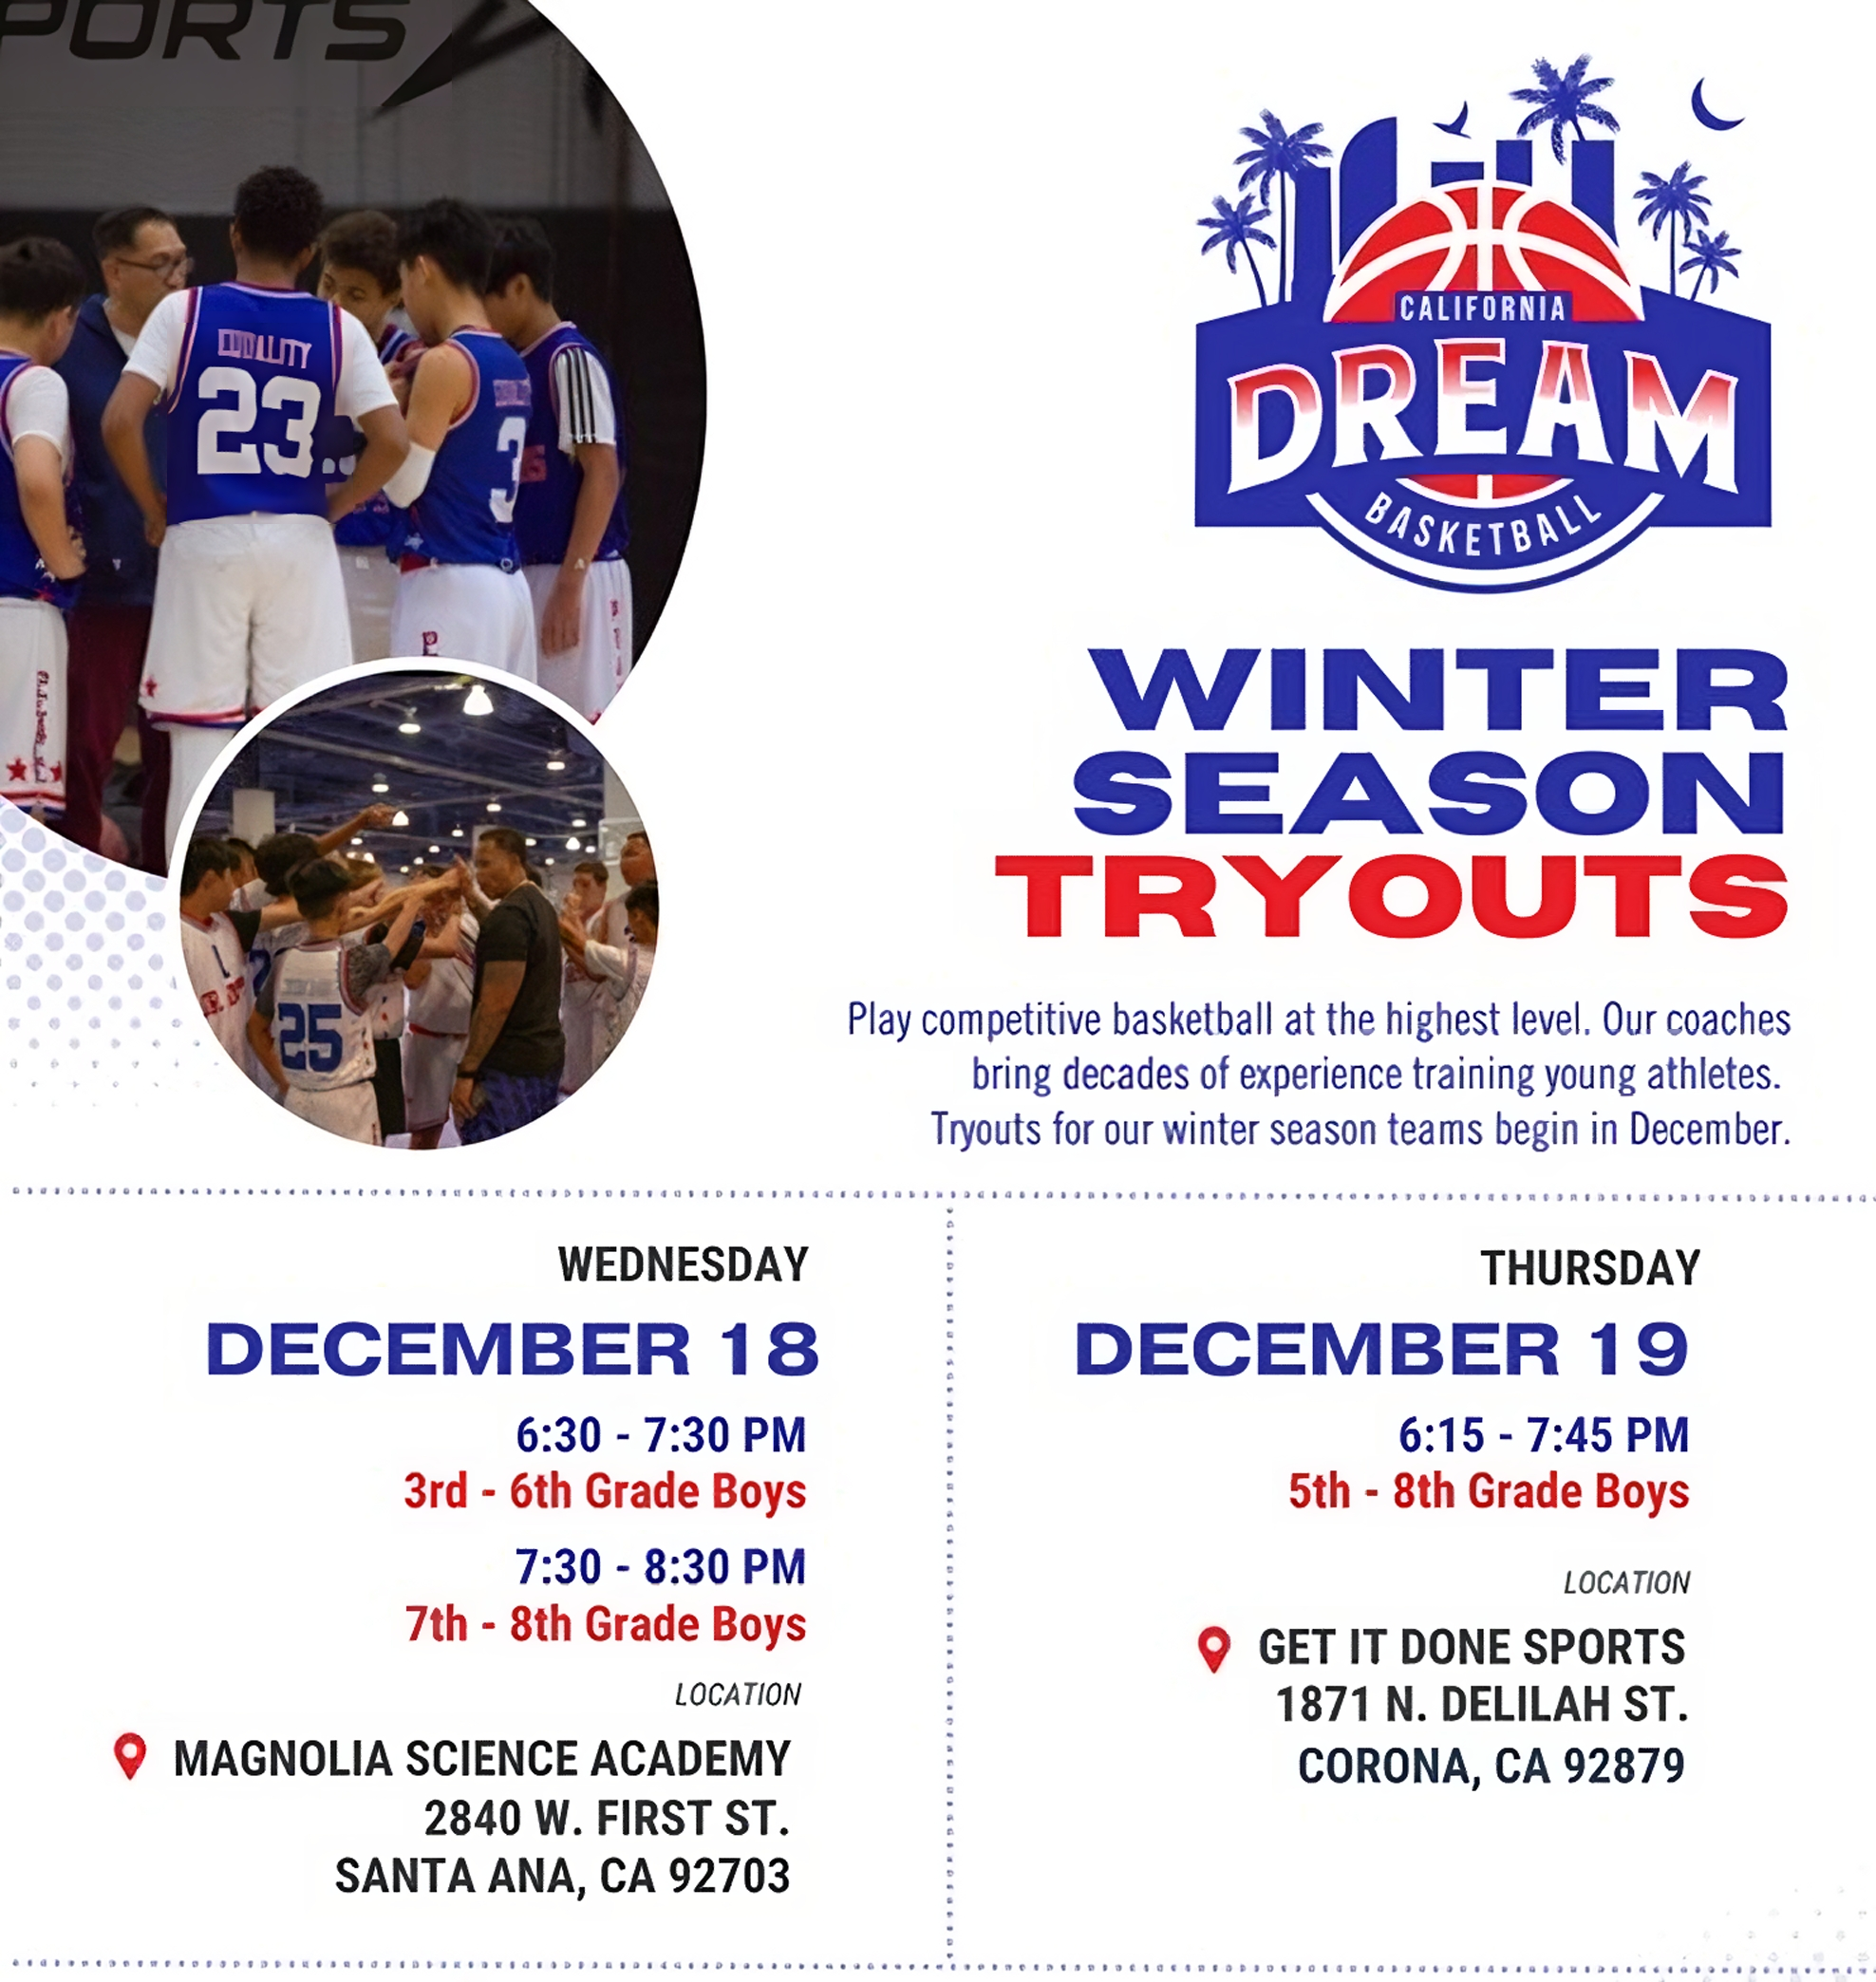 PORTS
23
3
25
CALIFORNIA
DREAM
BASKETBALL
WINTER
SEASON
TRYOUTS
Play competitive basketball at the highest level. Our coaches
bring decades of experience training young athletes.
Tryouts for our winter season teams begin in December.
WEDNESDAY
DECEMBER 18
6:30 - 7:30 PM
3rd - 6th Grade Boys
7:30 - 8:30 PM
7th - 8th Grade Boys
LOCATION
MAGNOLIA SCIENCE ACADEMY
2840 W. FIRST ST.
SANTA ANA, CA 92703
THURSDAY
DECEMBER 19
6:15 - 7:45 PM
5th - 8th Grade Boys
LOCATION
GET IT DONE SPORTS
1871 N. DELILAH ST.
CORONA, CA 92879